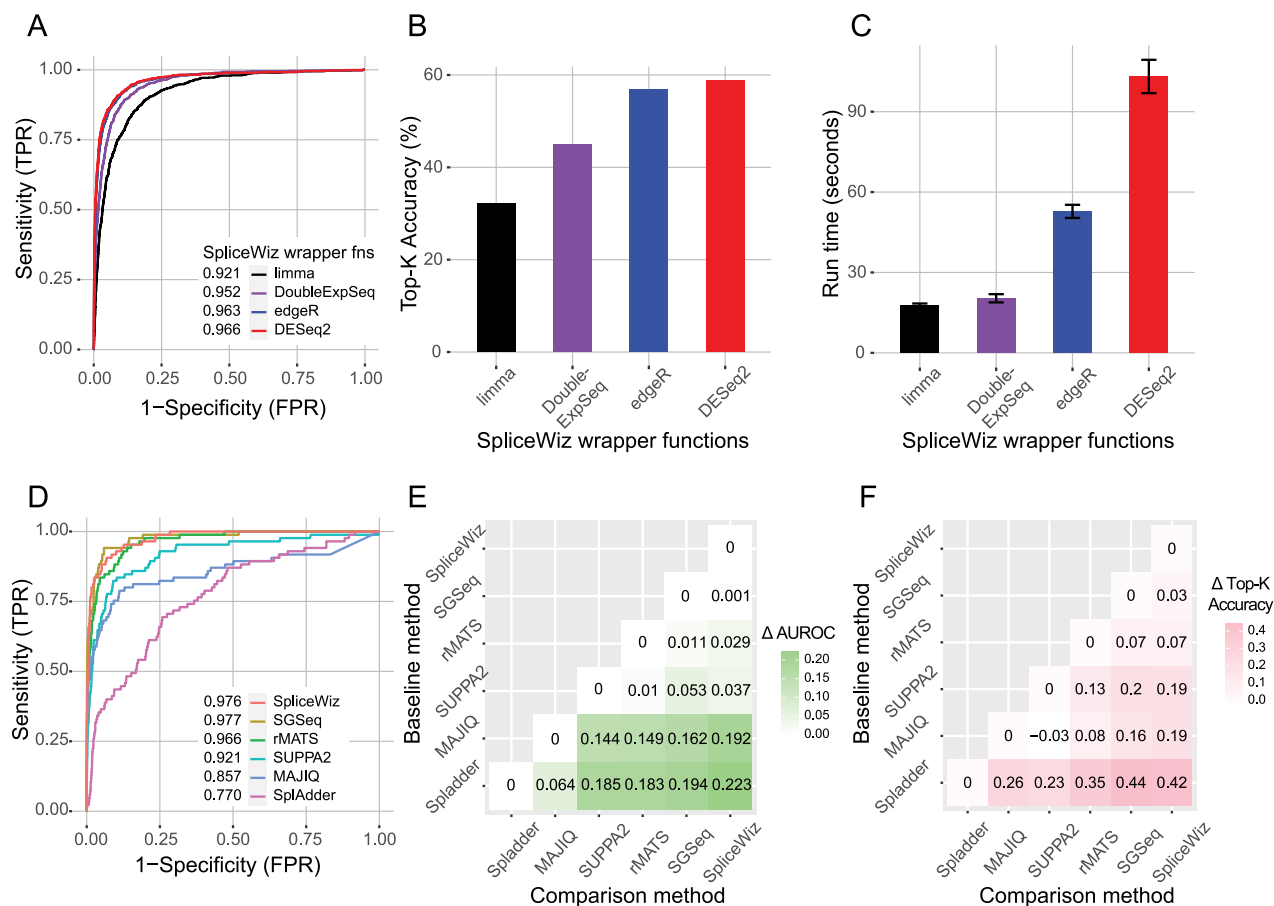 A
Sensitivity (TPR)
1.00
0.75
0.50
0.25
0.00
SpliceWiz wrapper fns
0.921 limma
0.952 DoubleExpSeq
0.963 edgeR
0.966 DESeq2
0.00 0.25 0.50 0.75 1.00
1−Specificity (FPR)
B
Top-K Accuracy (%)
60
40
20
0
limma
Double-
ExpSeq
edgeR
DESeq2
SpliceWiz wrapper functions
C
Run time (seconds)
90
60
30
0
limma
Double-
ExpSeq
edgeR
DESeq2
SpliceWiz wrapper functions
D
Sensitivity (TPR)
1.00
0.75
0.50
0.25
0.00
0.976 SpliceWiz
0.977 SGSeq
0.966 rMATS
0.921 SUPPA2
0.857 MAJIQ
0.770 SplAdder
0.00 0.25 0.50 0.75 1.00
1−Specificity (FPR)
E
Baseline method
SpliceWiz 0
SGSeq 0 0.001
rMATS 0 0.011 0.029
SUPPA2 0 0.01 0.053 0.037
MAJIQ 0 0.144 0.149 0.162 0.192
Spladder 0 0.064 0.185 0.183 0.194 0.223
Spladder
MAJIQ
SUPPA2
rMATS
SGSeq
SpliceWiz
Comparison method
Δ AUROC
0.20
0.15
0.10
0.05
0.00
F
Baseline method
SpliceWiz 0
SGSeq 0 0.03
rMATS 0 0.07 0.07
SUPPA2 0 0.13 0.2 0.19
MAJIQ 0 −0.03 0.08 0.16 0.19
Spladder 0 0.26 0.23 0.35 0.44 0.42
Spladder
MAJIQ
SUPPA2
rMATS
SGSeq
SpliceWiz
Comparison method
Δ Top-K
Accuracy
0.4
0.3
0.2
0.1
0.0